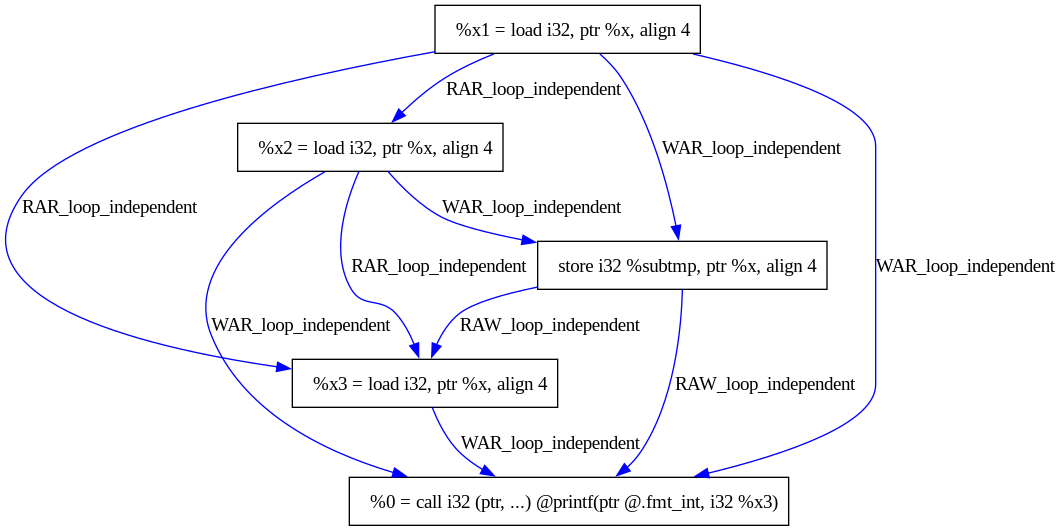 %x1 = load i32, ptr %x, align 4
RAR_loop_independent
%x2 = load i32, ptr %x, align 4
WAR_loop_independent
RAR_loop_independent
WAR_loop_independent
RAR_loop_independent
store i32 %subtmp, ptr %x, align 4
WAR_loop_independent
WAR_loop_independent
RAW_loop_independent
%x3 = load i32, ptr %x, align 4
RAW_loop_independent
WAR_loop_independent
%0 = call i32 (ptr, ...) @printf(ptr @.fmt_int, i32 %x3)